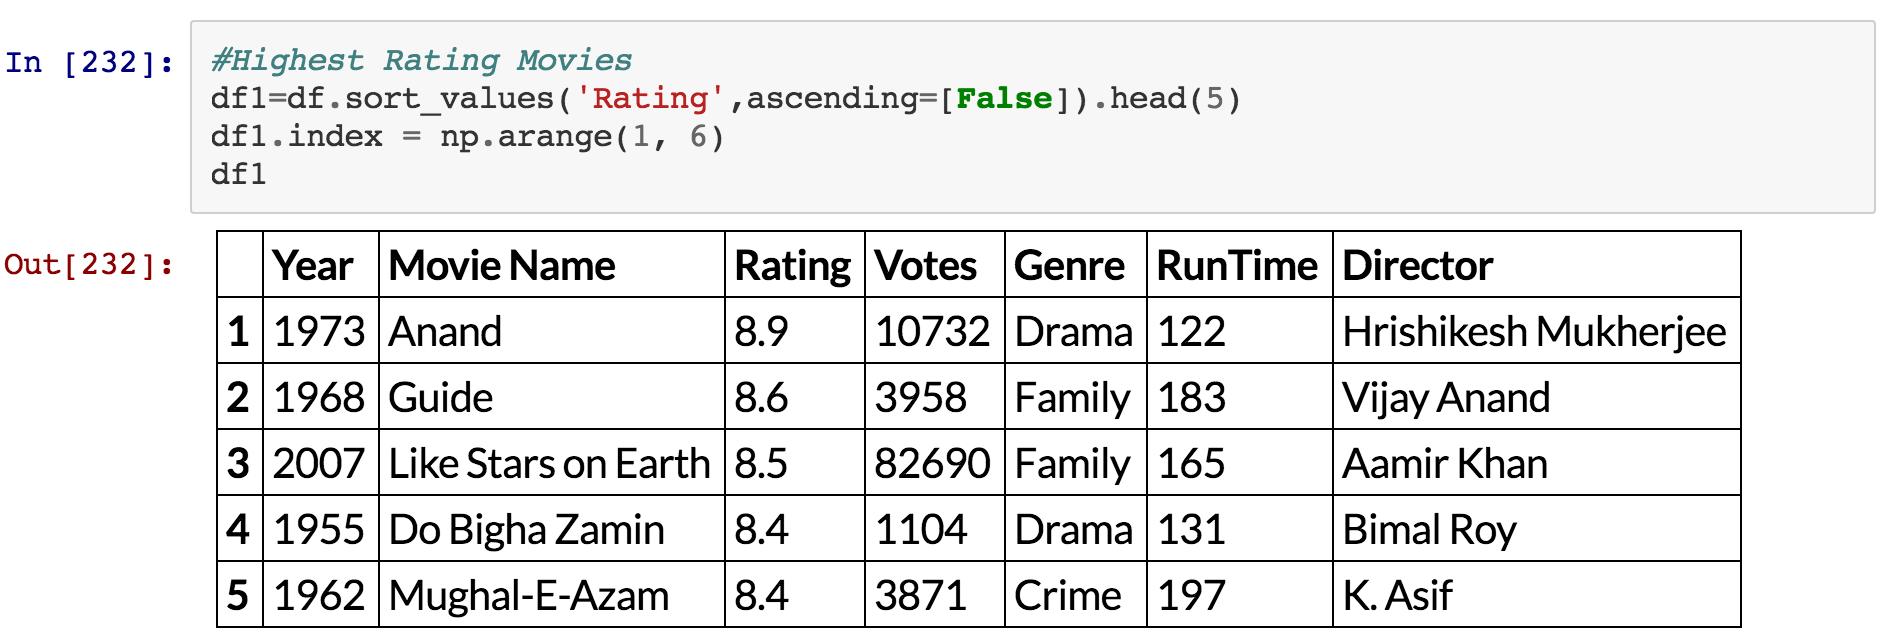 In [232]:
#Highest Rating Movies
df1=df.sort_values('Rating',ascending=[False]).head(5)
df1.index = np.arange(1, 6)
df1
Out[232]:
Year Movie Name Rating Votes Genre RunTime Director
1 1973 Anand 8.9 10732 Drama 122 Hrishikesh Mukherjee
2 1968 Guide 8.6 3958 Family 183 Vijay Anand
3 2007 Like Stars on Earth 8.5 82690 Family 165 Aamir Khan
4 1955 Do Bigha Zamin 8.4 1104 Drama 131 Bimal Roy
5 1962 Mughal-E-Azam 8.4 3871 Crime 197 K. Asif